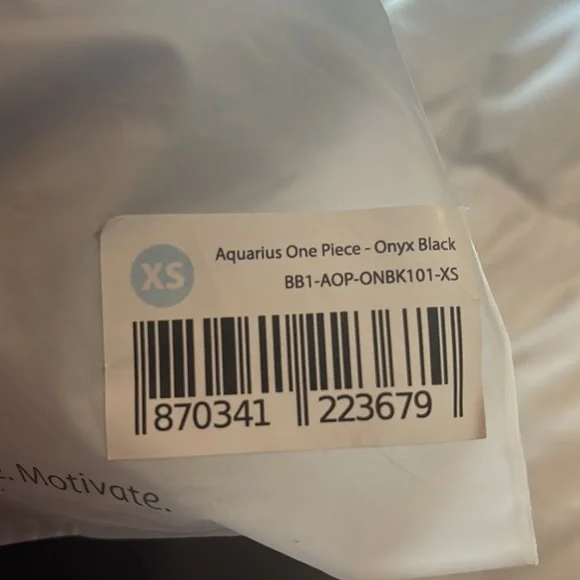 XS
Aquarius One Piece - Onyx Black
BB1-AOP-ONBK101-XS
870341 223679
. Motivate.